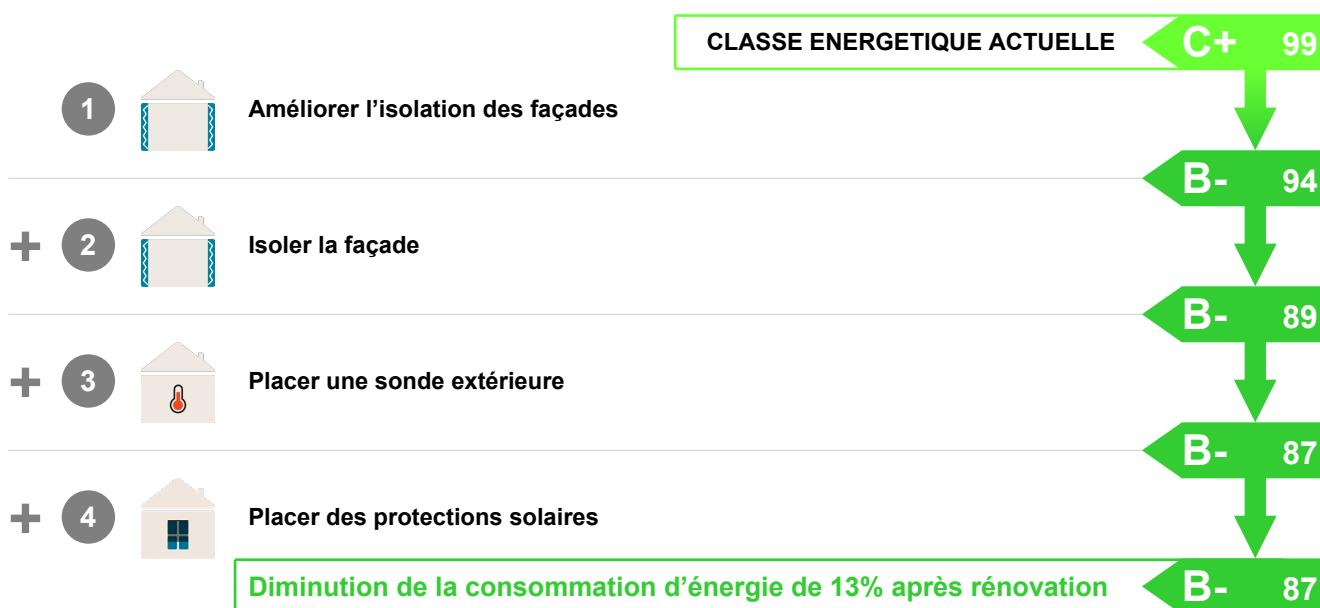 CLASSE ENERGETIQUE ACTUELLE C+ 99
1 Améliorer l’isolation des façades
B- 94
+ 2 Isoler la façade
B- 89
+ 3 Placer une sonde extérieure
B- 87
+ 4 Placer des protections solaires
Diminution de la consommation d’énergie de 13% après rénovation B- 87